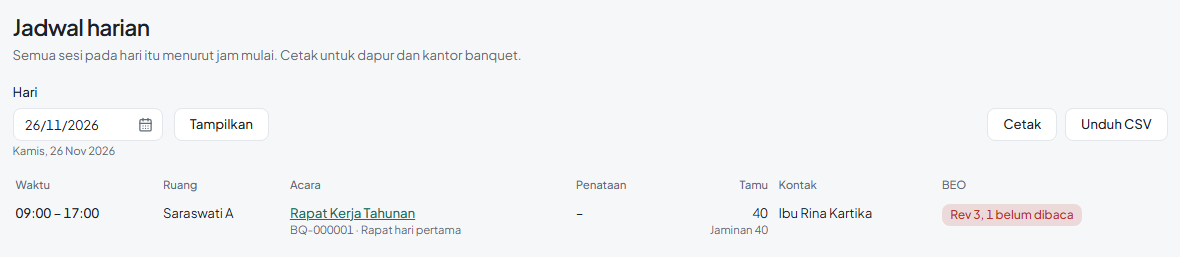 Jadwal harian
Semua sesi pada hari itu menurut jam mulai. Cetak untuk dapur dan kantor banquet.
Hari
26/11/2026 Tampilkan Cetak Unduh CSV
Kamis, 26 Nov 2026
Waktu Ruang Acara Penataan Tamu Kontak BEO
09:00 – 17:00 Saraswati A Rapat Kerja Tahunan – 40 Ibu Rina Kartika Rev 3, 1 belum dibaca
BQ-000001 · Rapat hari pertama Jaminan 40